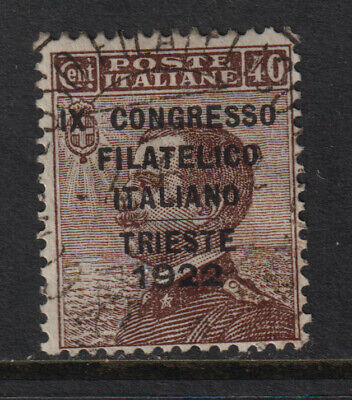 POSTE
Cent ITALIANE 40
IX CONGRESSO
FILATELICO
ITALIANO
TRIESTE
1922